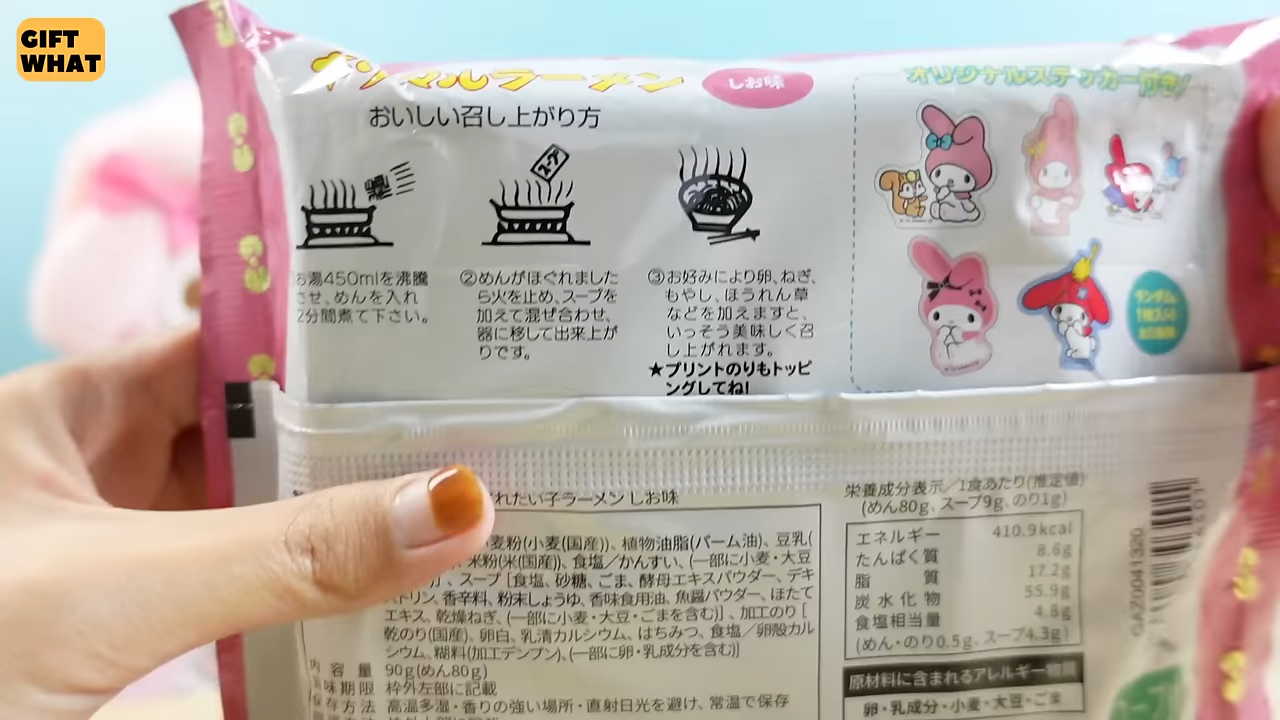 GIFT
WHAT
しお味
オリジナルステッカー付き!
おいしい召し上がり方
スープ
お湯450mlを沸騰
させ、めんを入れ
2分間煮て下さい。
②めんがほぐれました
ら火を止め、スープを
加えて混ぜ合わせ、
器に移して出来上が
りです。
③お好みにより卵、ねぎ、
もやし、ほうれん草
などを加えますと、
いっそう美味しく召
し上がれます。
★プリントのりもトッピ
ングしてね!
れたい子ラーメン しお味
麦粉(小麦(国産))、植物油脂(パーム油)、豆乳(
米粉(米(国産))、食塩/かんすい、(一部に小麦・大豆
、スープ[食塩、砂糖、ごま、酵母エキスパウダー、デキ
トリン、香辛料、粉末しょうゆ、香味食用油、魚醤パウダー、ほたて
エキス、乾燥ねぎ、(一部に小麦・大豆・ごまを含む)]、加工のり[
乾のり(国産)、卵白、乳清カルシウム、はちみつ、食塩/卵殻カル
シウム、糊料(加工デンプン)、(一部に卵・乳成分を含む)]
内容量 90g(めん80g)
味期限 枠外左部に記載
存方法 高温多湿・香りの強い場所・直射日光を避け、常温で保存
栄養成分表示/1食あたり(推定値)
(めん80g、スープ9g、のり1g)
エネルギー 410.9kcal
たんぱく質 8.6g
脂質 17.2g
炭水化物 55.9g
食塩相当量 4.8g
(めん・のり0.5g、スープ4.3g)
原材料に含まれるアレルギー物質
卵・乳成分・小麦・大豆・ごま
GAZ0041320